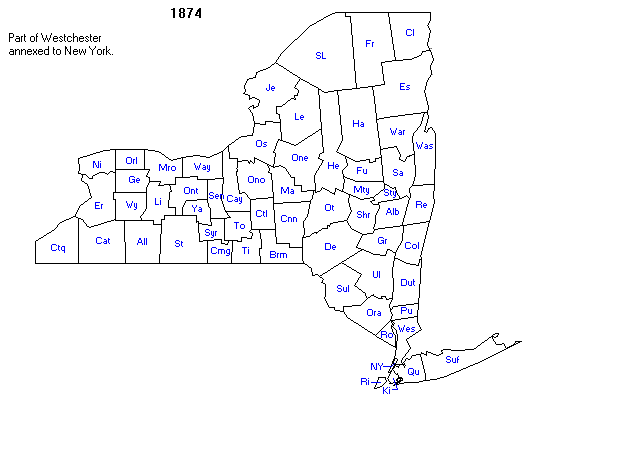 1874
Part of Westchester
annexed to New York.
Cl
Fr
SL
Es
Je
Le
Ha
War
Was
Os
One
He
Fu
Sa
Ni
Orl
Mro
Way
Ge
Ono
Ma
Mty
Sty
Er
Wy
Li
Ont
Sen
Cay
Ya
Ctl
Cnn
Ot
Shr
Alb
Re
Syr
To
Ctq
Cat
All
St
Cmg
Ti
Brm
De
Gr
Col
Ul
Sul
Dut
Ora
Pu
Ro
Wes
Suf
NY
Qu
Ri
Ki